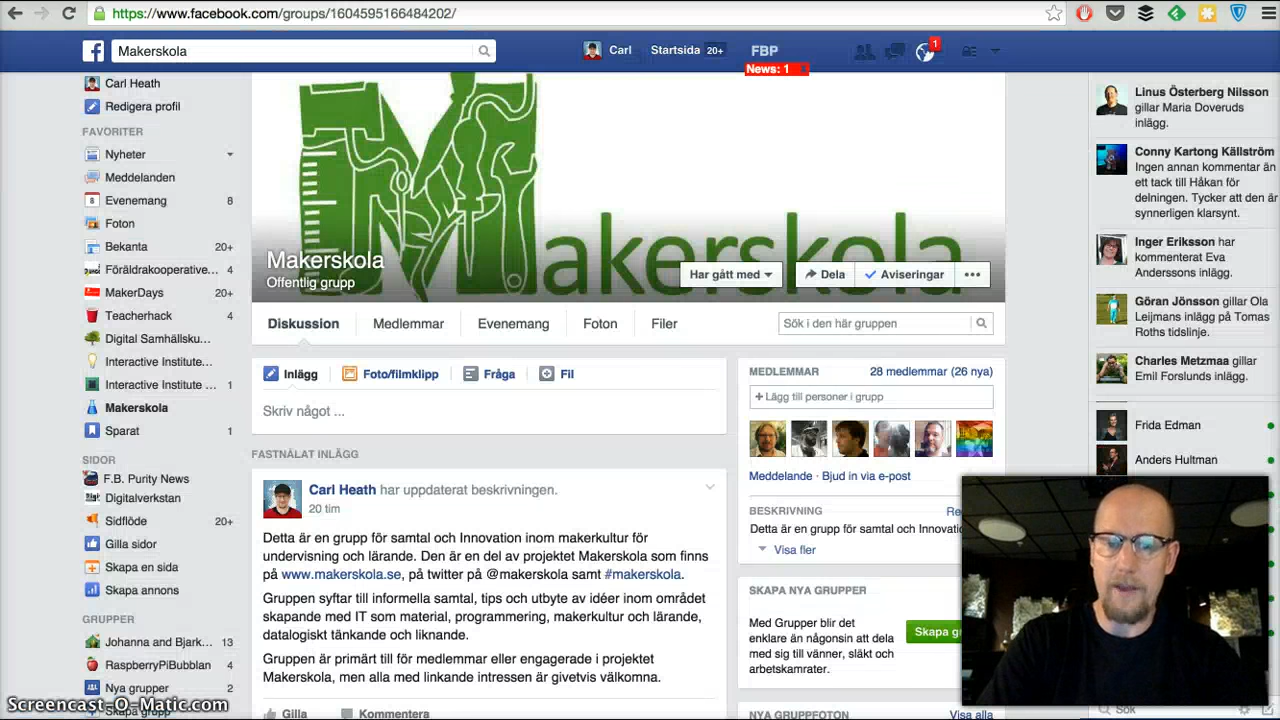 https://www.facebook.com/groups/1604595166484202/
Makerskola
Carl
Startsida 20+
FBP
News: 1
1
Carl Heath
Redigera profil
FAVORITER
Nyheter
Meddelanden
Evenemang 8
Foton
Bekanta 20+
Föräldrakooperative... 4
MakerDays 20+
Teacherhack 4
Digital Samhällsku...
Interactive Institute...
Interactive Institute ... 1
Makerskola
Sparat 1
SIDOR
F.B. Purity News
Digitalverkstan
Sidflöde 20+
Gilla sidor
Skapa en sida
Skapa annons
GRUPPER
Johanna and Bjark... 13
RaspberryPiBubblan 4
Nya grupper 2
Skapa grupp
Makerskola
Makerskola
Offentlig grupp
Har gått med
Dela
Aviseringar
Diskussion
Medlemmar
Evenemang
Foton
Filer
Sök i den här gruppen
Inlägg
Foto/filmklipp
Fråga
Fil
Skriv något ...
FASTNÅLAT INLÄGG
Carl Heath har uppdaterat beskrivningen.
20 tim
Detta är en grupp för samtal och Innovation inom makerkultur för
undervisning och lärande. Den är en del av projektet Makerskola som finns
på www.makerskola.se, på twitter på @makerskola samt #makerskola.
Gruppen syftar till informella samtal, tips och utbyte av idéer inom området
skapande med IT som material, programmering, makerkultur och lärande,
datalogiskt tänkande och liknande.
Gruppen är primärt till för medlemmar eller engagerade i projektet
Makerskola, men alla med linkande intressen är givetvis välkomna.
Gilla
Kommentera
MEDLEMMAR
28 medlemmar (26 nya)
+ Lägg till personer i grupp
Meddelande · Bjud in via e-post
BESKRIVNING
Re
Detta är en grupp för samtal och Innovatio
Visa fler
SKAPA NYA GRUPPER
Med Grupper blir det
enklare än någonsin att dela
med sig till vänner, släkt och
arbetskamrater.
Skapa gr
NYA GRUPPFOTON
Visa alla
Linus Österberg Nilsson
gillar Maria Doveruds
inlägg.
Conny Kartong Källström
Ingen annan kommentar än
ett tack till Håkan för
delningen. Tycker att den är
synnerligen klarsynt.
Inger Eriksson har
kommenterat Eva
Anderssons inlägg.
Göran Jönsson gillar Ola
Leijmans inlägg på Tomas
Roths tidslinje.
Charles Metzmaa gillar
Emil Forslunds inlägg.
Frida Edman
Anders Hultman
Sök
Screencast-O-Matic.com